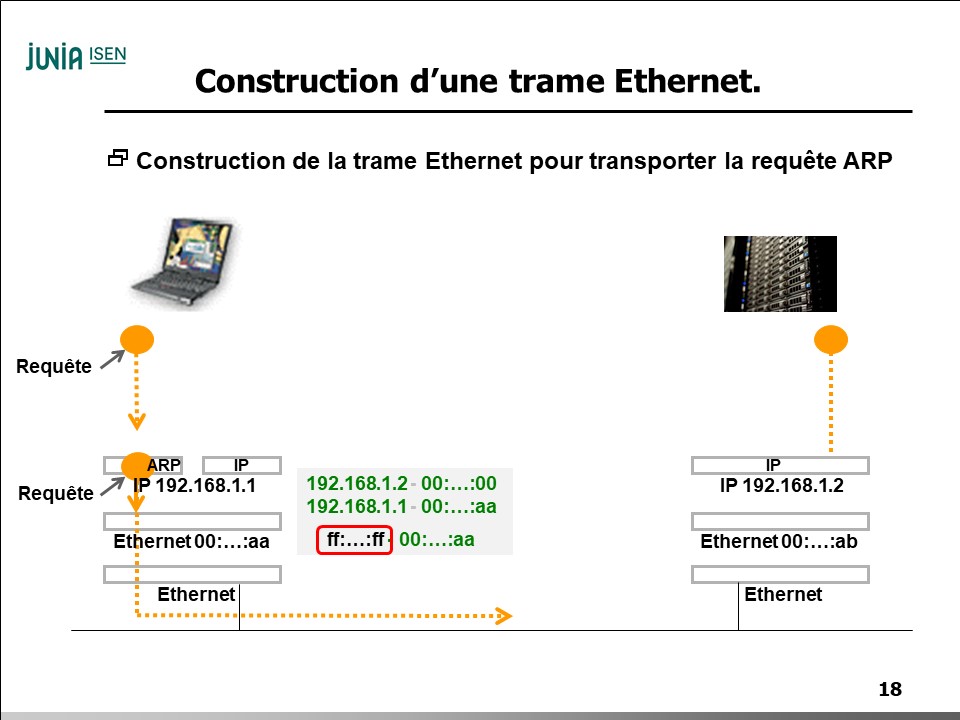 JUNIA ISEN
Construction d’une trame Ethernet.
Construction de la trame Ethernet pour transporter la requête ARP
Requête
ARP
IP
IP
Requête
IP 192.168.1.1
192.168.1.2 - 00:…:00
192.168.1.1 - 00:…:aa
ff:…:ff - 00:…:aa
IP 192.168.1.2
Ethernet 00:…:aa
Ethernet 00:…:ab
Ethernet
Ethernet
18